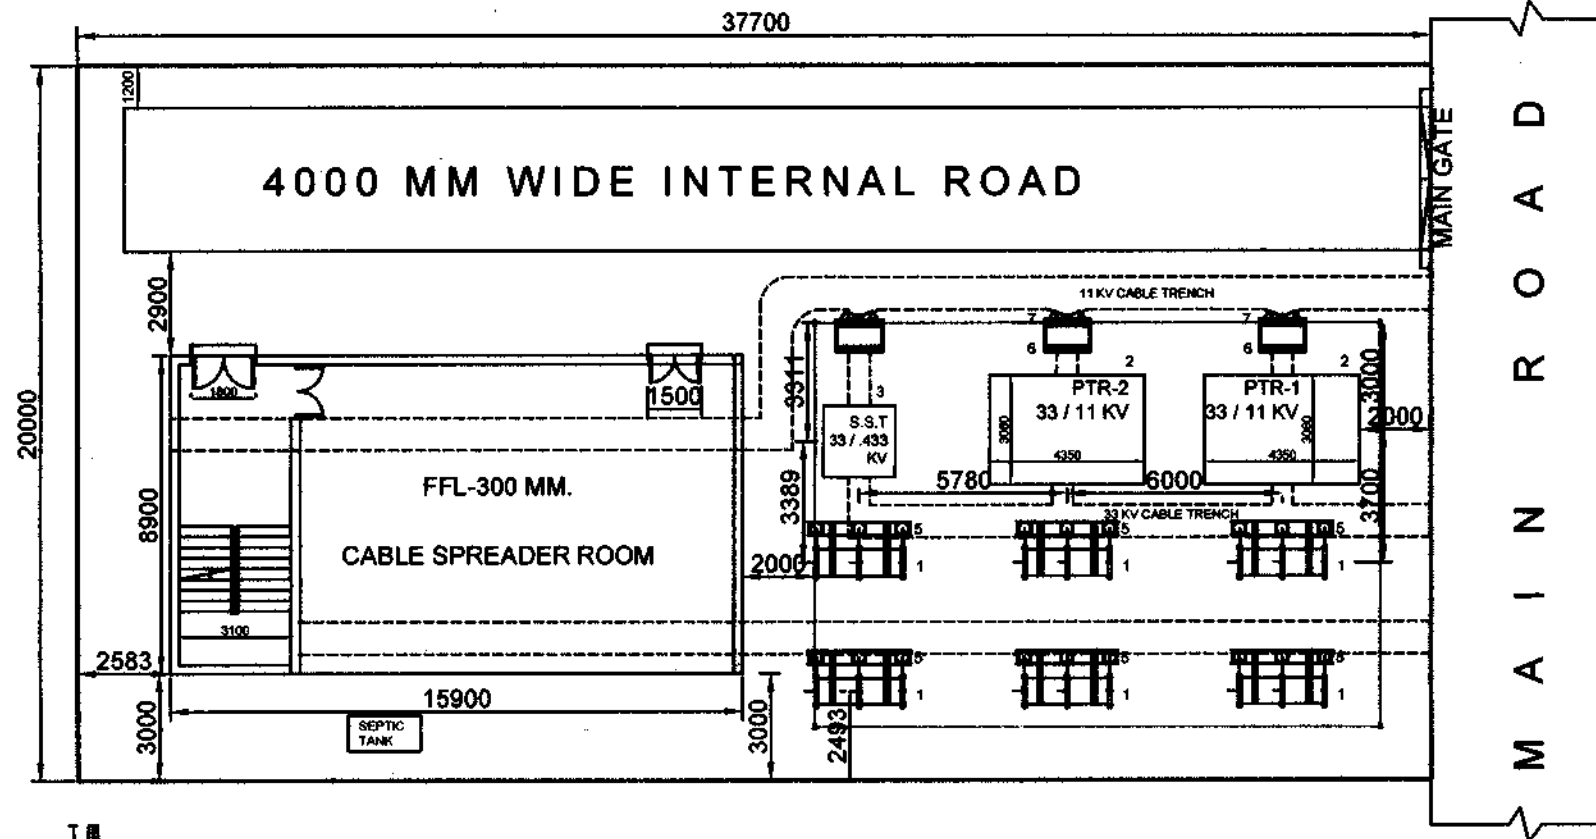 37700
1200
4000 MM WIDE INTERNAL ROAD
MAIN GATE
MAIN ROAD
20000
2900
11 KV CABLE TRENCH
7
7
6
6
2
2
3
1800
1500
3311
S.S.T
33 / .433
KV
PTR-2
33 / 11 KV
3060
4350
PTR-1
33 / 11 KV
3060
4350
3000
2000
5780
6000
3700
33 KV CABLE TRENCH
8900
FFL-300 MM.
CABLE SPREADER ROOM
3389
2000
5
5
5
1
1
1
3100
2583
15900
3000
SEPTIC
TANK
3000
2493
5
5
5
1
1
1